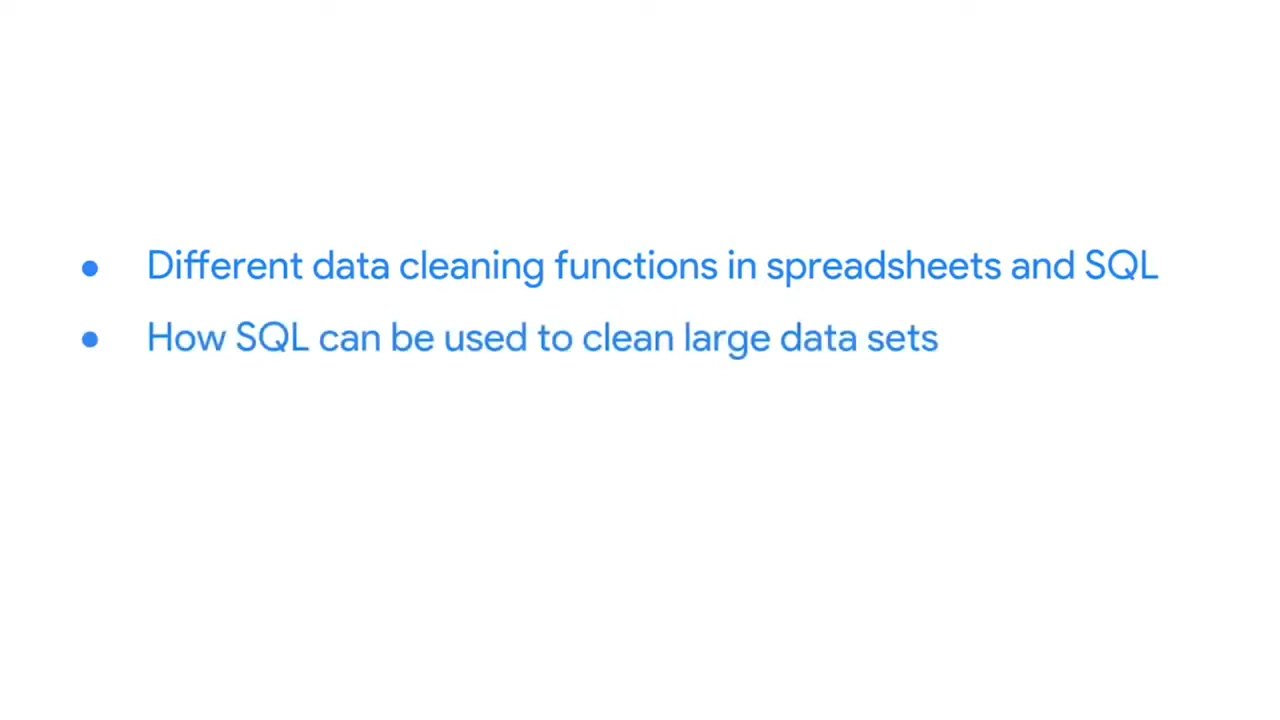 ● Different data cleaning functions in spreadsheets and SQL
● How SQL can be used to clean large data sets